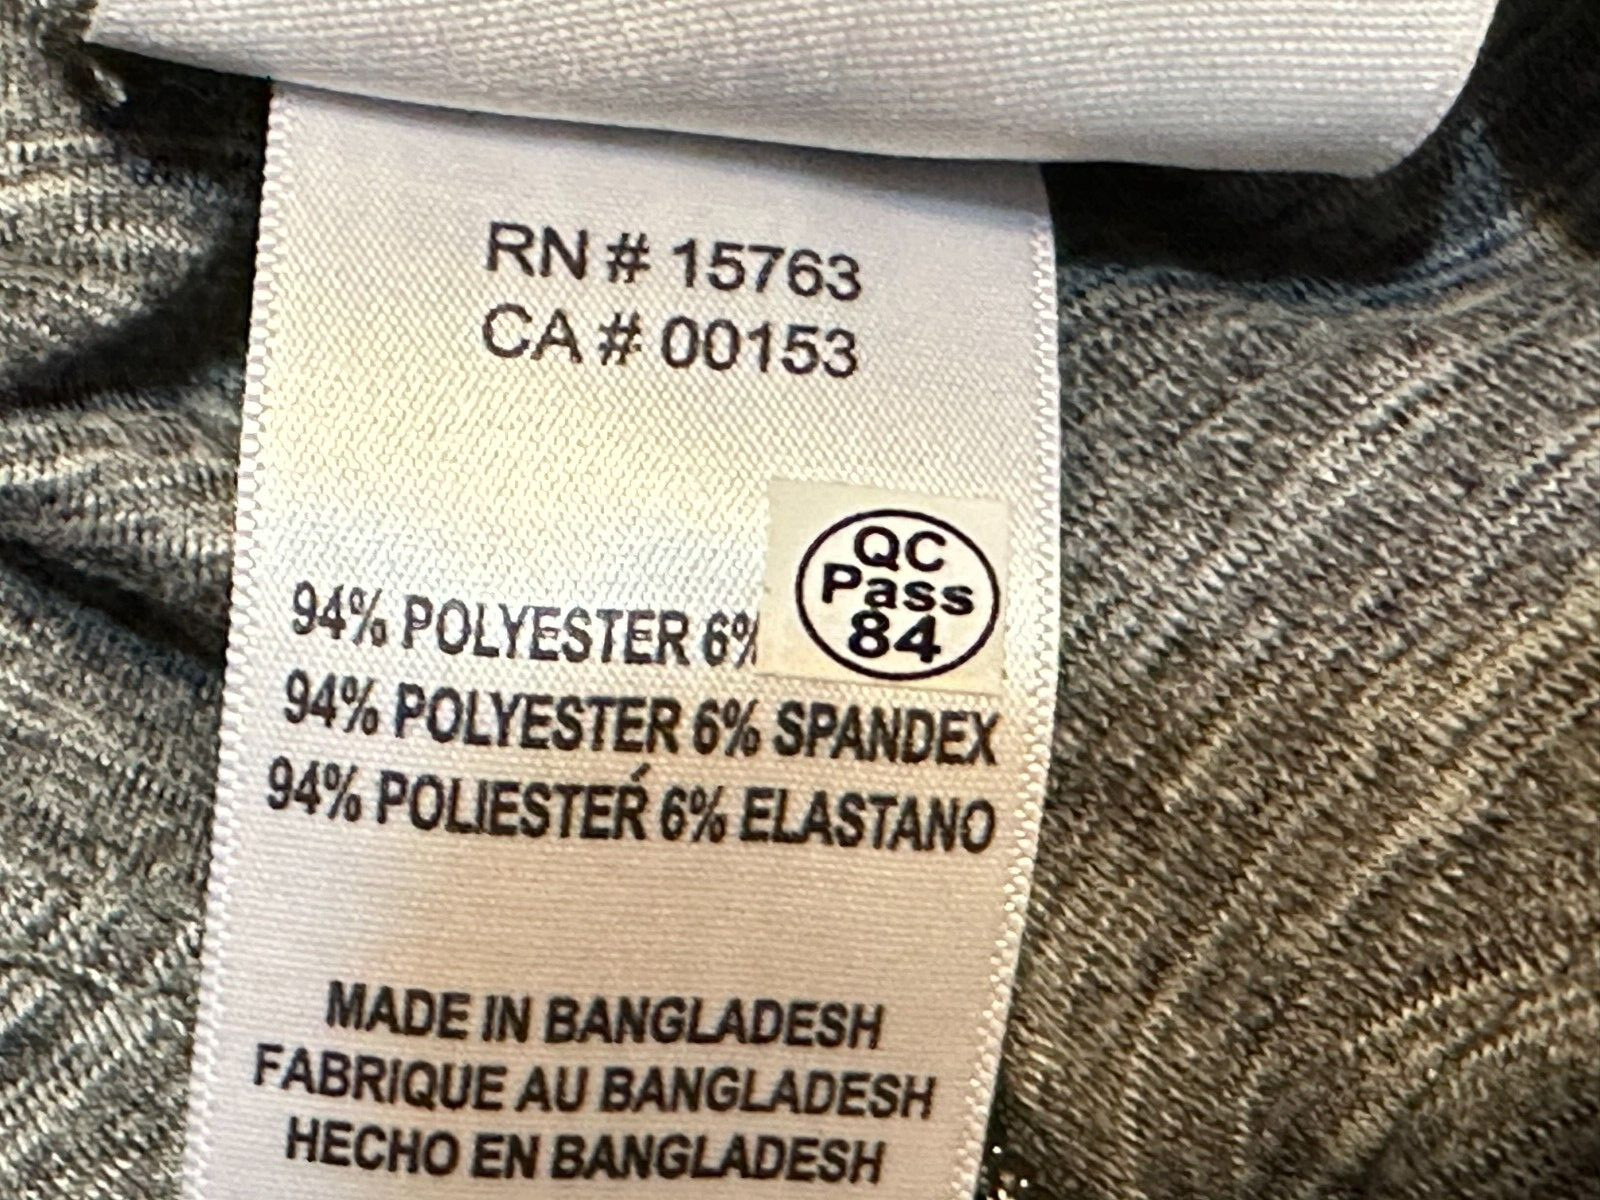 RN # 15763
CA # 00153
QC
Pass
84
94% POLYESTER 6%
94% POLYESTER 6% SPANDEX
94% POLIESTEŔ 6% ELASTANO
MADE IN BANGLADESH
FABRIQUE AU BANGLADESH
HECHO EN BANGLADESH